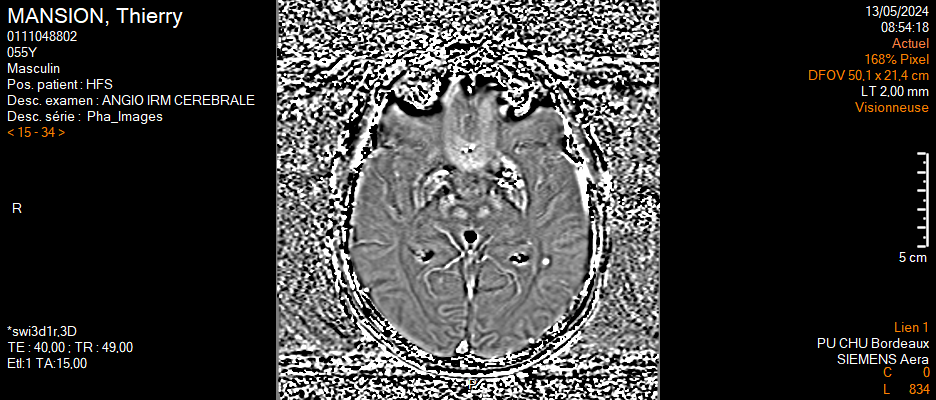 MANSION, Thierry
0111048802
055Y
Masculin
Pos. patient : HFS
Desc. examen : ANGIO IRM CEREBRALE
Desc. série : Pha_Images
< 15 - 34 >
R
*swi3d1r,3D
TE : 40,00 ; TR : 49,00
Etl:1 TA:15,00
13/05/2024
08:54:18
Actuel
168% Pixel
DFOV 50,1 x 21,4 cm
LT 2,00 mm
Visionneuse
5 cm
Lien 1
PU CHU Bordeaux
SIEMENS Aera
C 0
L 834